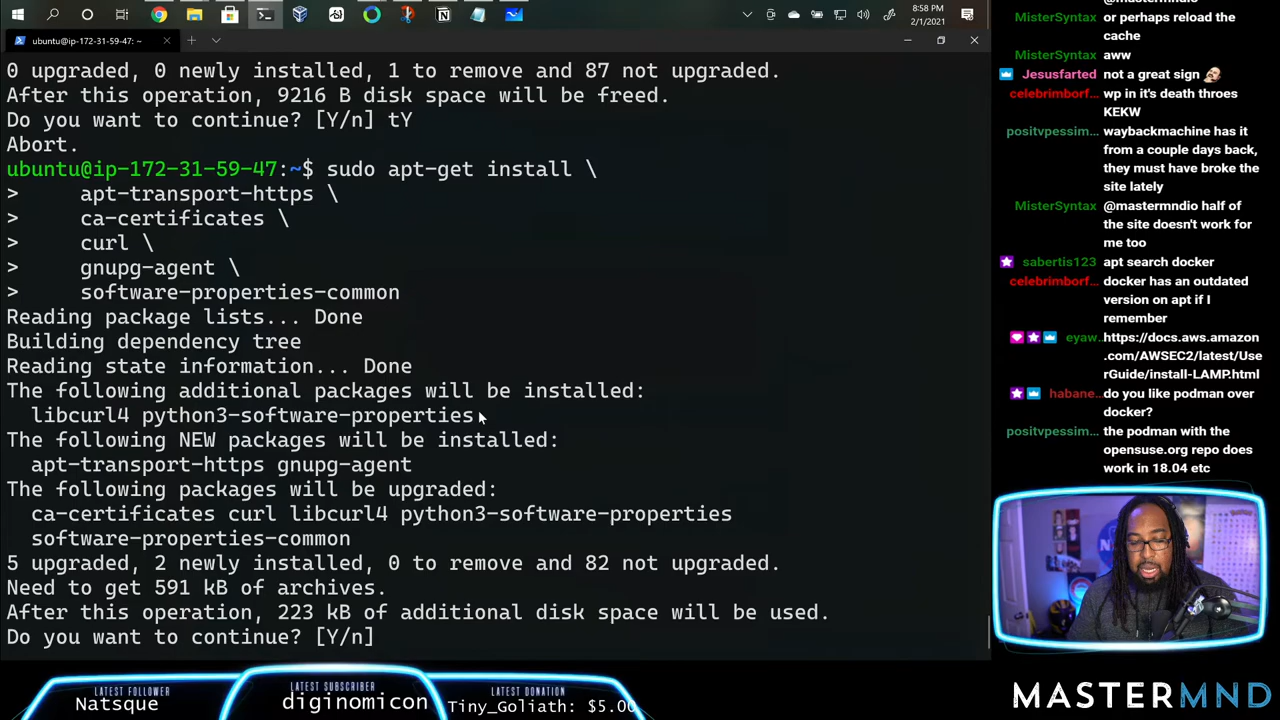 8:58 PM
2/1/2021
ubuntu@ip-172-31-59-47: ~
0 upgraded, 0 newly installed, 1 to remove and 87 not upgraded.
After this operation, 9216 B disk space will be freed.
Do you want to continue? [Y/n] tY
Abort.
ubuntu@ip-172-31-59-47:~$ sudo apt-get install \
>     apt-transport-https \
>     ca-certificates \
>     curl \
>     gnupg-agent \
>     software-properties-common
Reading package lists... Done
Building dependency tree
Reading state information... Done
The following additional packages will be installed:
  libcurl4 python3-software-properties
The following NEW packages will be installed:
  apt-transport-https gnupg-agent
The following packages will be upgraded:
  ca-certificates curl libcurl4 python3-software-properties
  software-properties-common
5 upgraded, 2 newly installed, 0 to remove and 82 not upgraded.
Need to get 591 kB of archives.
After this operation, 223 kB of additional disk space will be used.
Do you want to continue? [Y/n]
MisterSyntax or perhaps reload the
cache
MisterSyntax aww
Jesusfarted not a great sign
celebrimborf... wp in it's death throes
KEKW
positvpessim... waybackmachine has it
from a couple days back,
they must have broke the
site lately
MisterSyntax @mastermndio half of
the site doesn't work for
me too
sabertis123 apt search docker
celebrimborf... docker has an outdated
version on apt if I
remember
eyaw... https://docs.aws.amazon
.com/AWSEC2/latest/Use
rGuide/install-LAMP.html
habane... do you like podman over
docker?
positvpessim... the podman with the
opensuse.org repo does
work in 18.04 etc
LATEST FOLLOWER
Natsque
LATEST SUBSCRIBER
diginomicon
LATEST DONATION
Tiny_Goliath: $5.00
MASTERMND